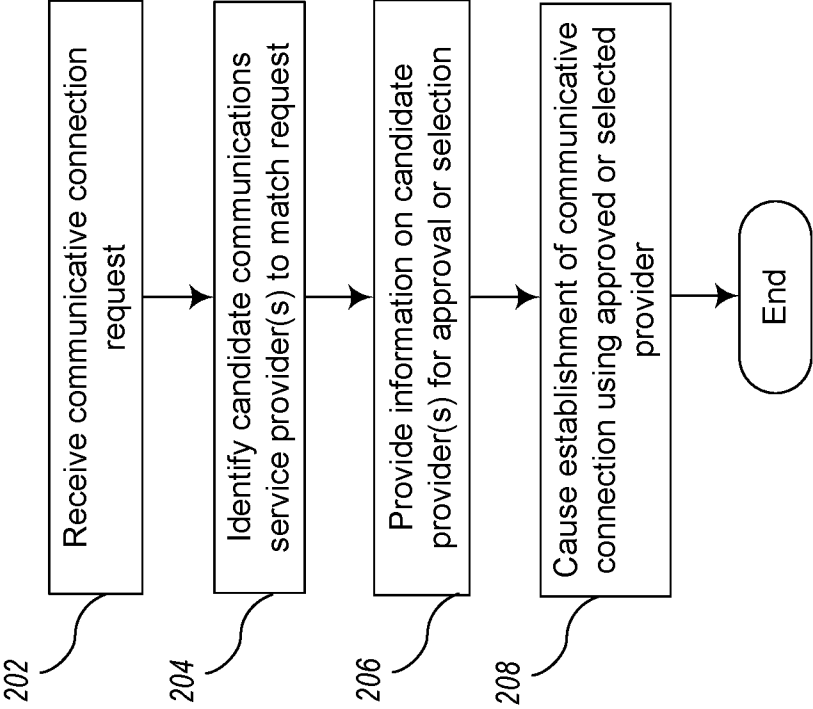 202
Receive communicative connection
request
204
Identify candidate communications
service provider(s) to match request
206
Provide information on candidate
provider(s) for approval or selection
208
Cause establishment of communicative
connection using approved or selected
provider
End